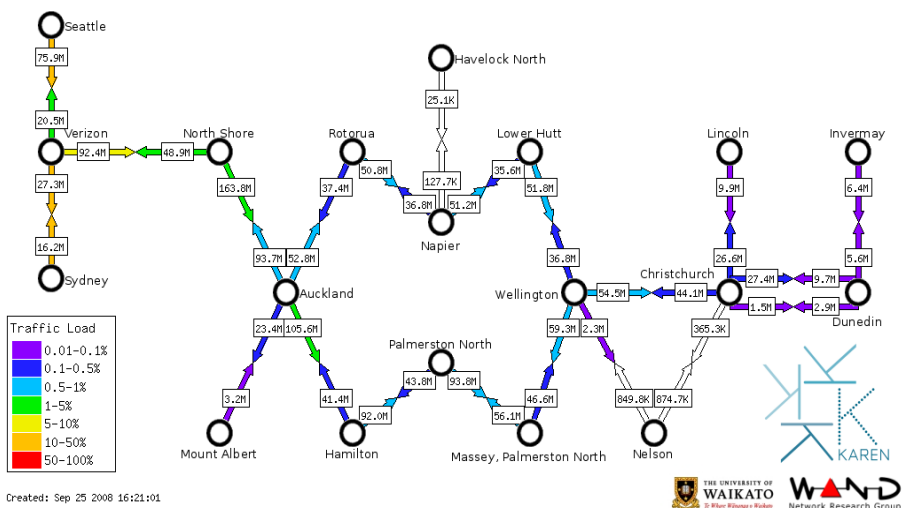 Seattle
75.9M
Havelock North
25.1K
20.5M
Verizon
North Shore
Rotorua
Lower Hutt
Lincoln
Invermay
92.4M
48.9M
27.3M
163.8M
37.4M
50.8M
36.8M
127.7K
51.2M
35.6M
51.8M
9.9M
6.4M
Napier
16.2M
Sydney
93.7M
52.8M
36.8M
26.6M
5.6M
Christchurch
27.4M
9.7M
Auckland
Wellington
54.5M
44.1M
1.5M
2.9M
Dunedin
23.4M
105.6M
59.3M
2.3M
365.3K
Traffic Load
0.01-0.1%
0.1-0.5%
0.5-1%
1-5%
5-10%
10-50%
50-100%
Palmerston North
43.8M
93.8M
3.2M
41.4M
92.0M
56.1M
46.6M
849.8K
874.7K
Mount Albert
Hamilton
Massey, Palmerston North
Nelson
KAREN
Created: Sep 25 2008 16:21:01
THE UNIVERSITY OF
WAIKATO
Te Whare Wānanga o Waikato
WAND
Network Research Group